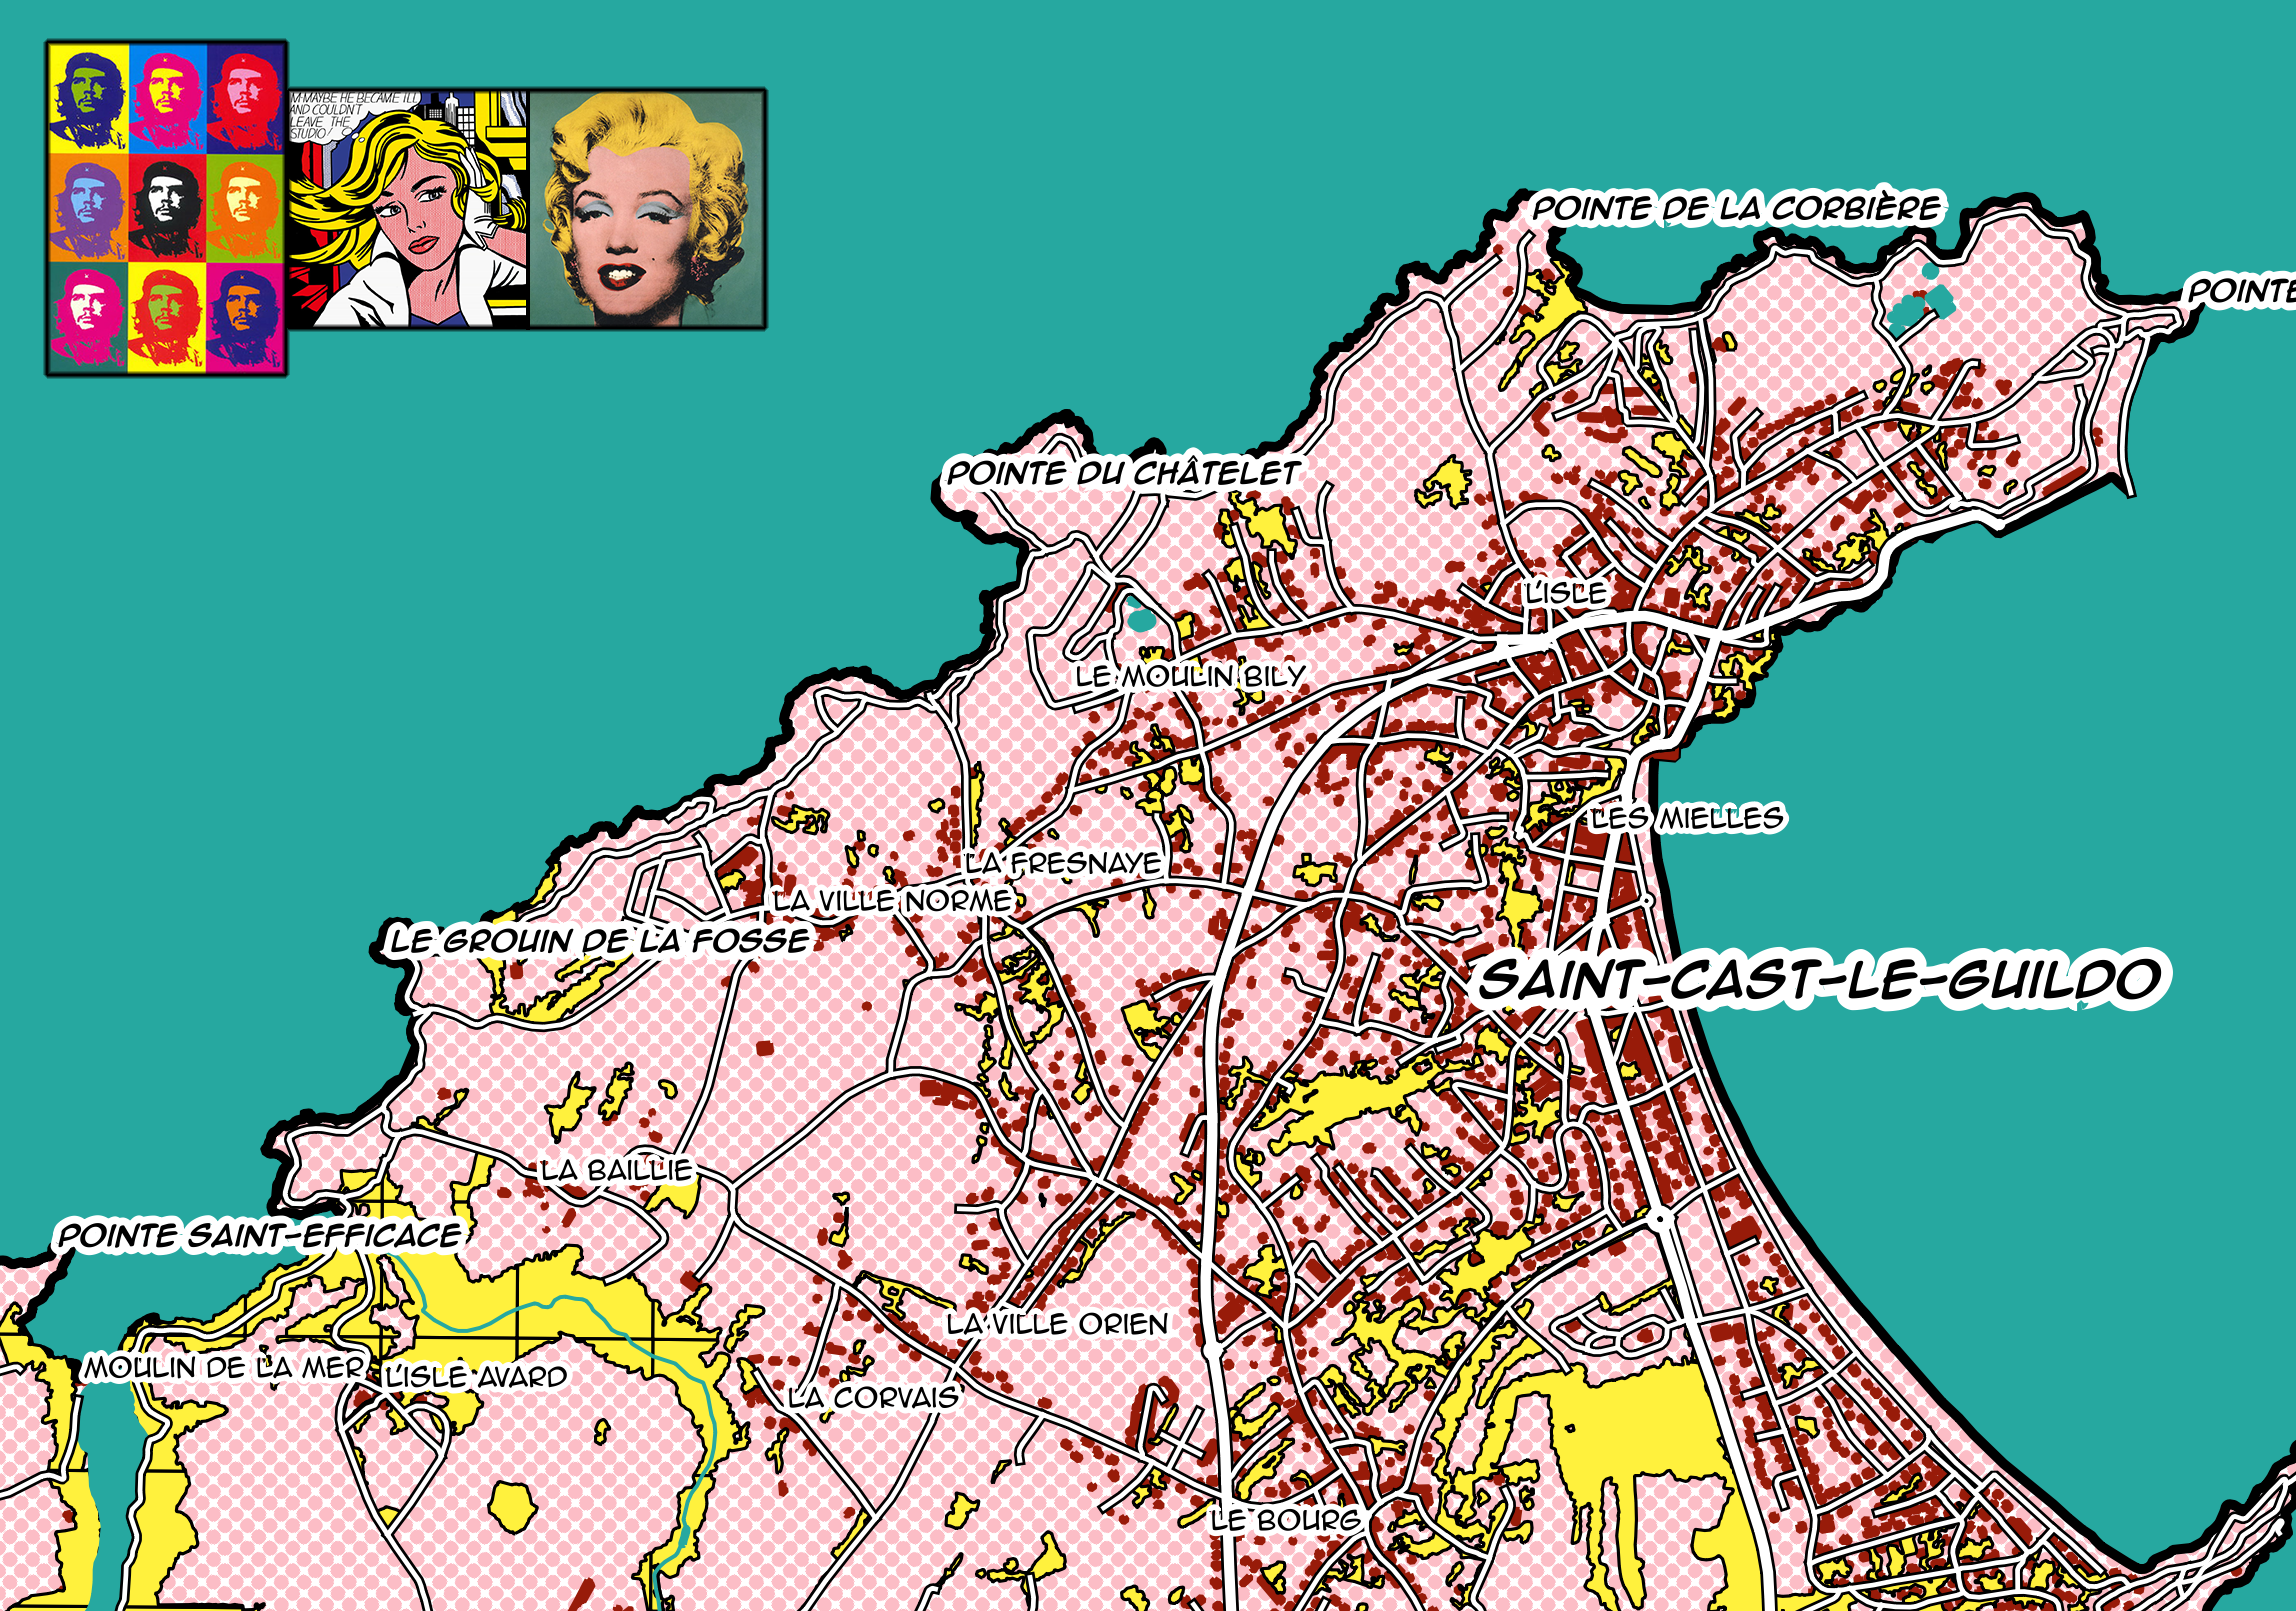 M-MAYBE HE BECAME ILL
AND COULDN'T
LEAVE THE
STUDIO!
POINTE DE LA CORBIÈRE
POINTE
POINTE DU CHÂTELET
L'ISLE
LE MOULIN BILY
LES MIELLES
LA FRESNAYE
LA VILLE NORME
LE GROUIN DE LA FOSSE
SAINT-CAST-LE-GUILDO
LA BAILLIE
POINTE SAINT-EFFICACE
LA VILLE ORIEN
MOULIN DE LA MER
L'ISLE AVARD
LA CORVAIS
LE BOURG